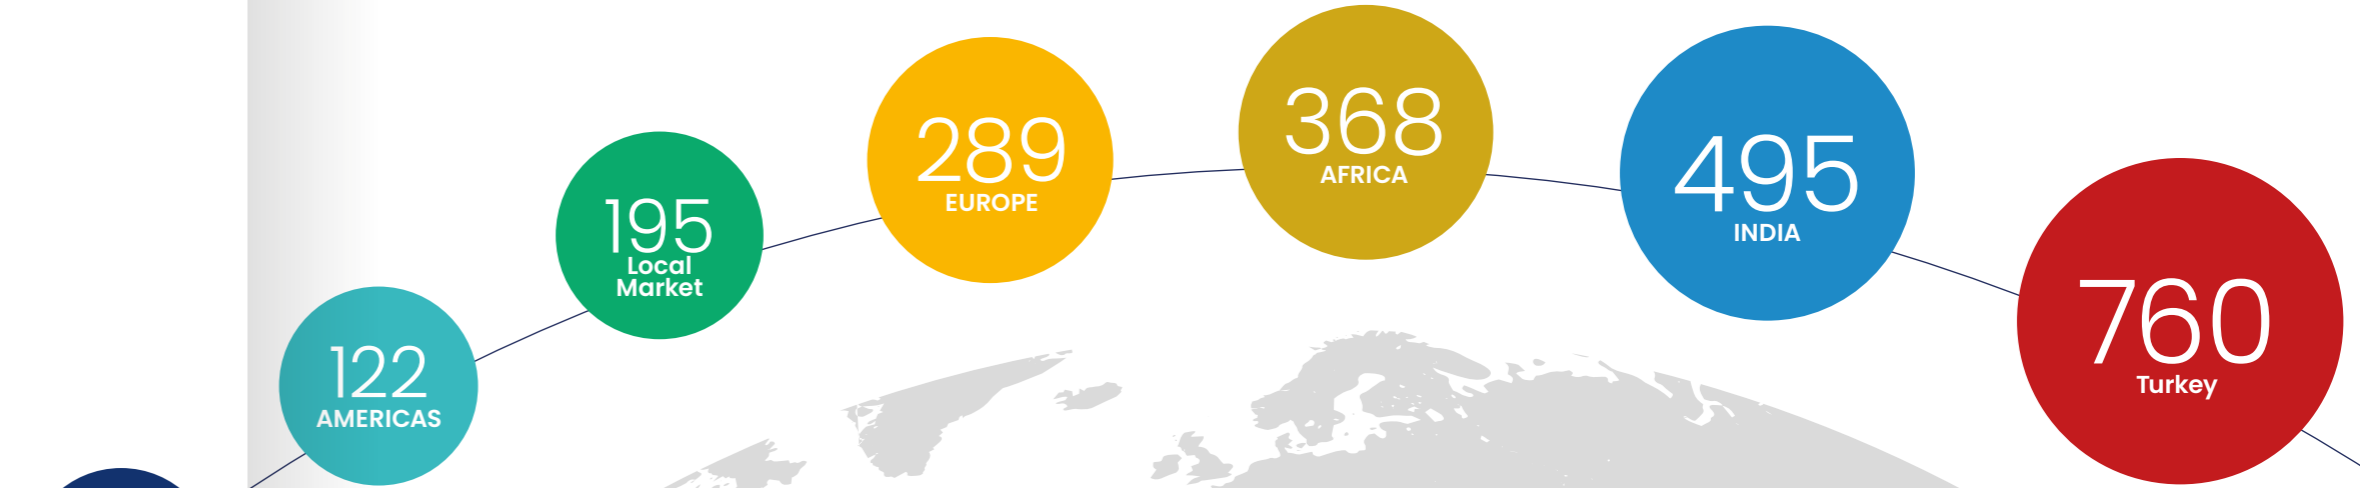 122
AMERICAS
195
Local
Market
289
EUROPE
368
AFRICA
495
INDIA
760
Turkey